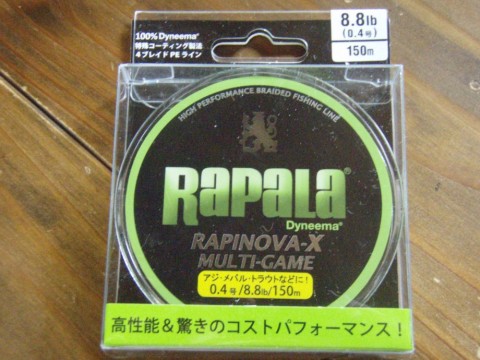 100% Dyneema®
特殊コーティング製法
4ブレイドPEライン
8.8lb
(0.4号)
150m
HIGH PERFORMANCE BRAIDED FISHING LINE
RAPALA®
Dyneema®
RAPINOVA-X
MULTI-GAME
アジ・メバル・トラウトなどに!
0.4号/8.8lb/150m
高性能&驚きのコストパフォーマンス!